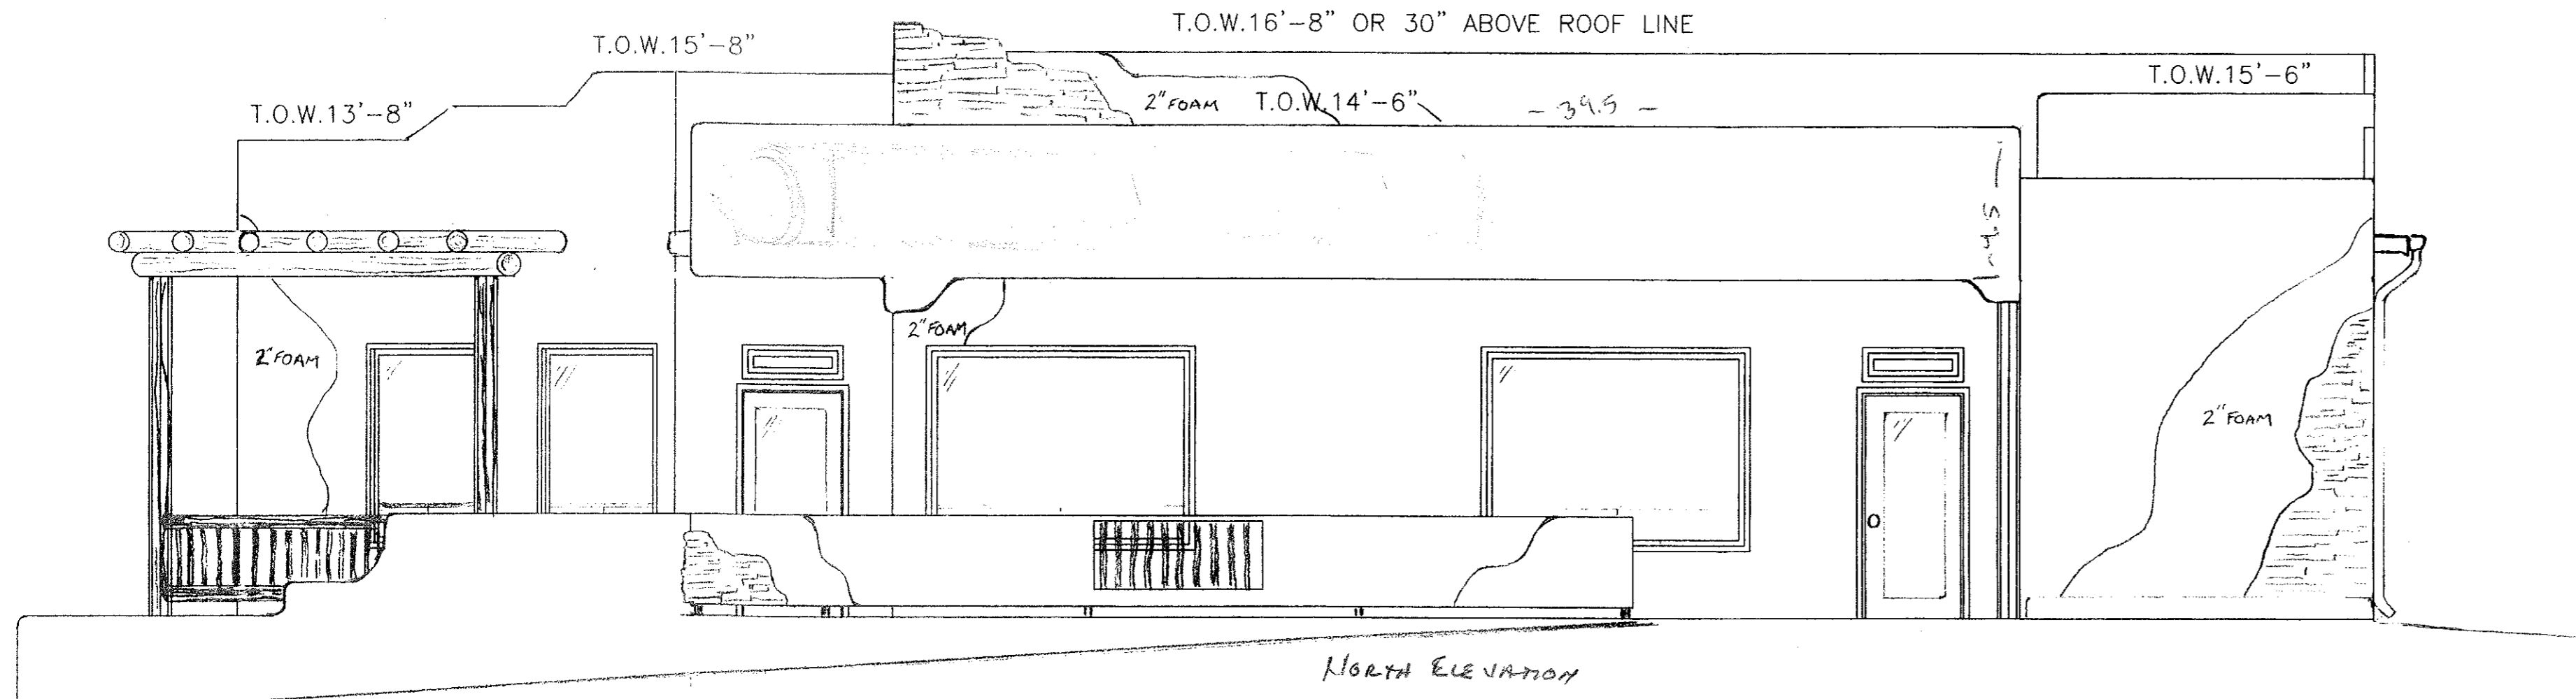 T.O.W.16'-8" OR 30" ABOVE ROOF LINE
T.O.W.15'-8"
T.O.W.15'-6"
T.O.W.13'-8"
2" FOAM
T.O.W.14'-6"
- 39.5 -
~4.5 —
2" FOAM
2" FOAM
2" FOAM
NORTH ELEVATION